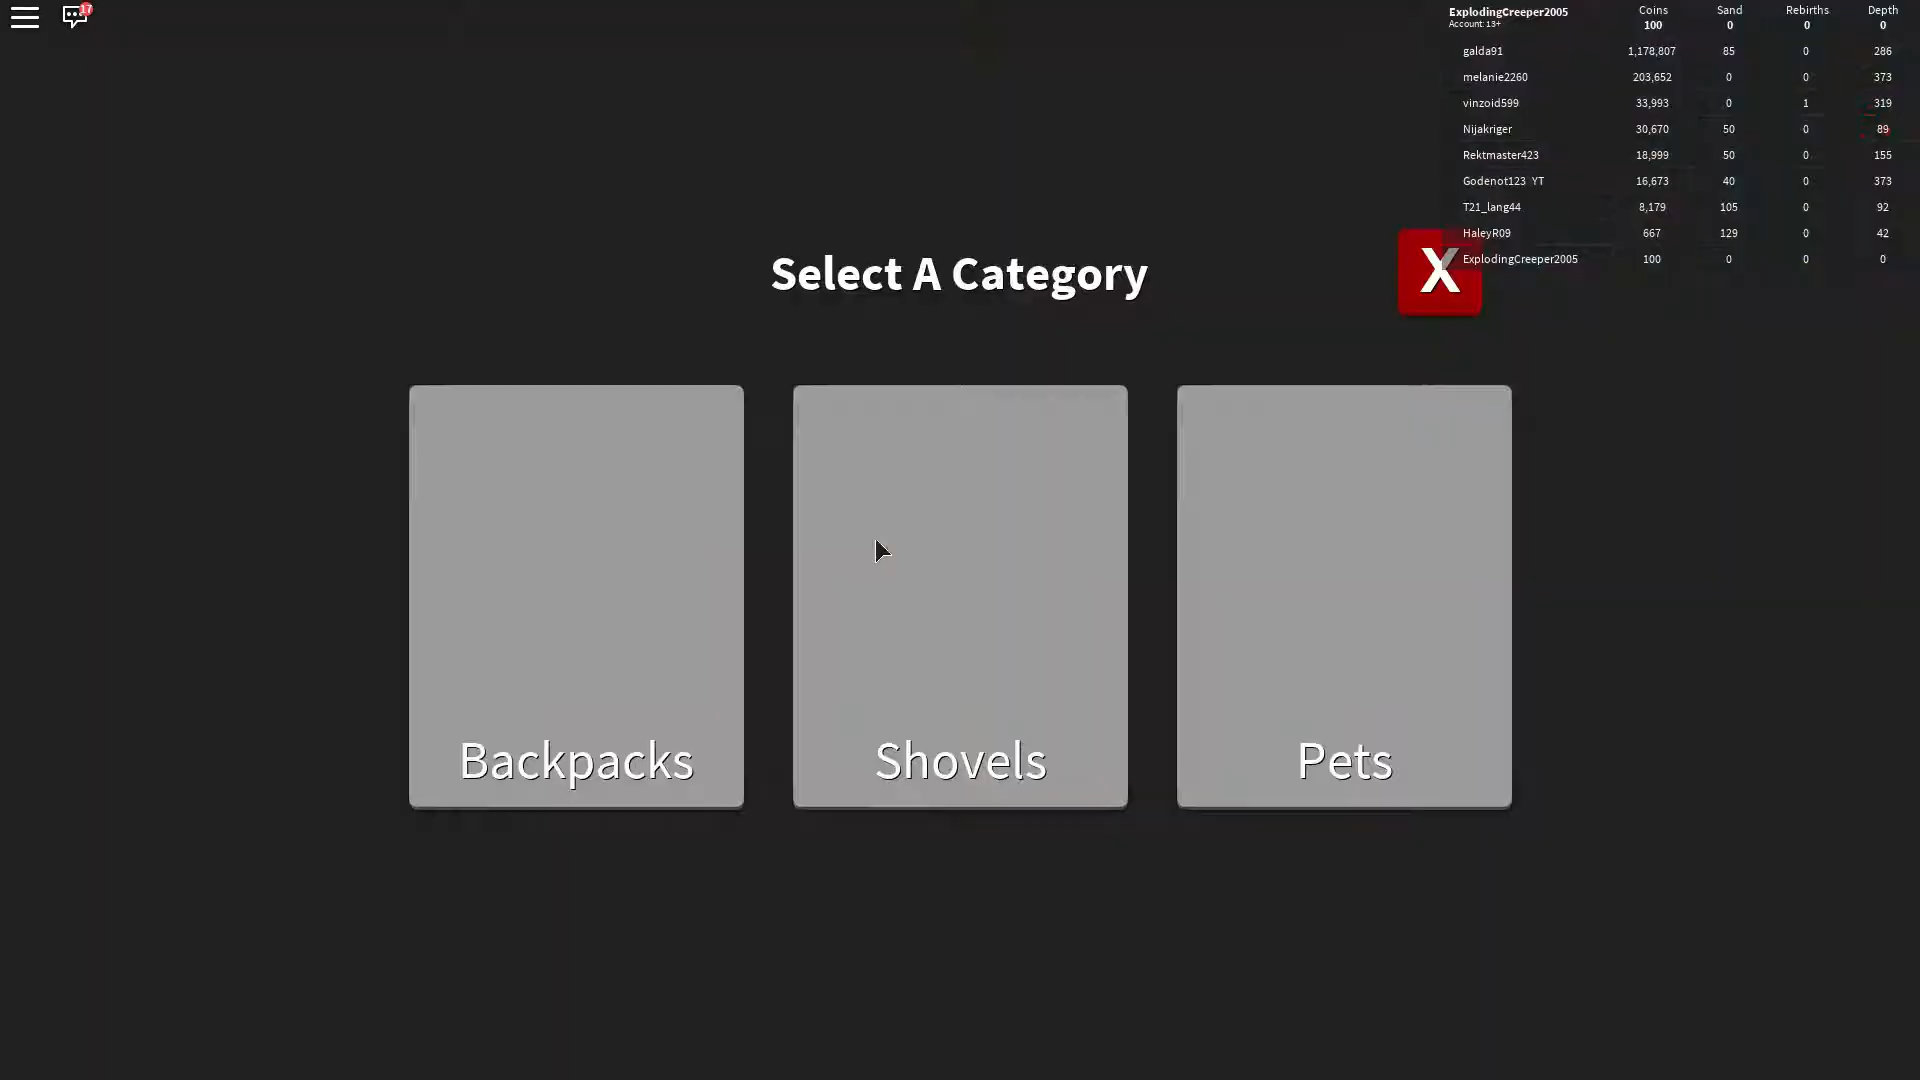 17
ExplodingCreeper2005 Coins Sand Rebirths Depth
Account: 13+ 100 0 0 0
galda91 1,178,807 85 0 286
melanie2260 203,652 0 0 373
vinzoid599 33,993 0 1 319
Nijakriger 30,670 50 0 89
Rektmaster423 18,999 50 0 155
Godenot123_YT 16,673 40 0 373
T21_lang44 8,179 105 0 92
HaleyR09 667 129 0 42
ExplodingCreeper2005 100 0 0 0
Select A Category
X
Backpacks
Shovels
Pets